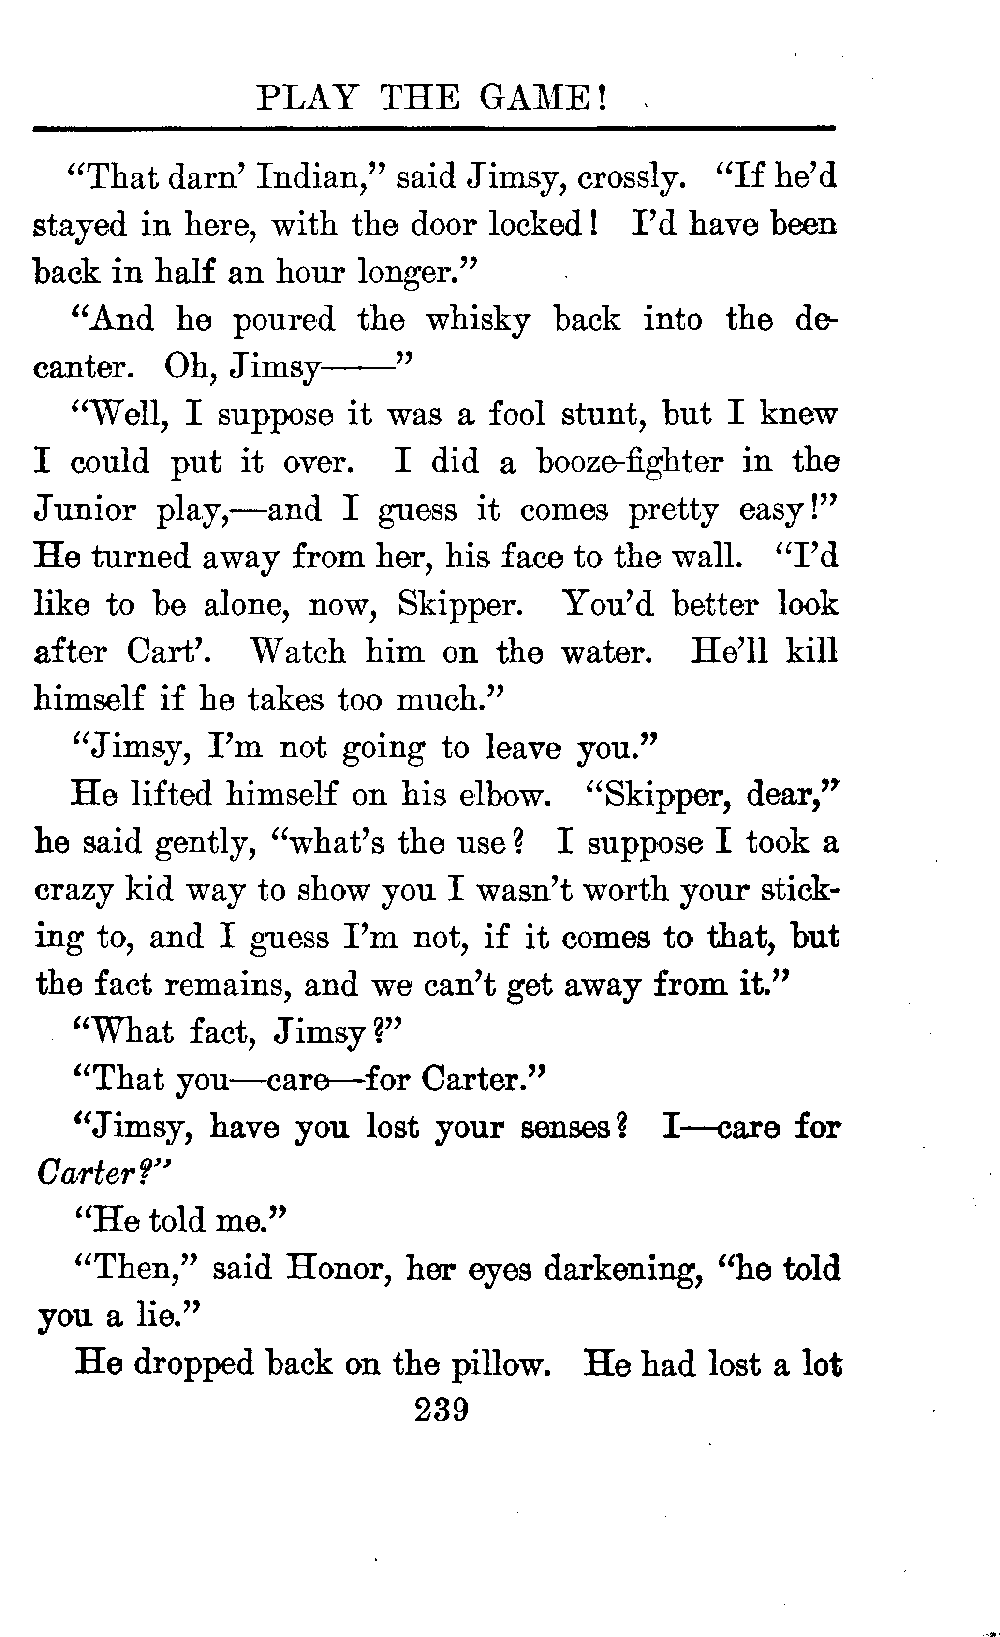 PLAY THE GAME!
“That darn’ Indian,” said Jimsy, crossly. “If he’d
stayed in here, with the door locked! I’d have been
back in half an hour longer.”
“And he poured the whisky back into the de-
canter. Oh, Jimsy——”
“Well, I suppose it was a fool stunt, but I knew
I could put it over. I did a booze-fighter in the
Junior play,—and I guess it comes pretty easy!”
He turned away from her, his face to the wall. “I’d
like to be alone, now, Skipper. You’d better look
after Cart’. Watch him on the water. He’ll kill
himself if he takes too much.”
“Jimsy, I’m not going to leave you.”
He lifted himself on his elbow. “Skipper, dear,”
he said gently, “what’s the use? I suppose I took a
crazy kid way to show you I wasn’t worth your stick-
ing to, and I guess I’m not, if it comes to that, but
the fact remains, and we can’t get away from it.”
“What fact, Jimsy?”
“That you—care—for Carter.”
“Jimsy, have you lost your senses? I—care for
Carter?”
“He told me.”
“Then,” said Honor, her eyes darkening, “he told
you a lie.”
He dropped back on the pillow. He had lost a lot
239